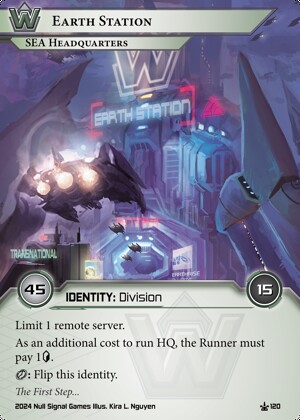 Earth Station
SEA Headquarters
W
EARTH STATION
TRANSNATIONAL
45
IDENTITY: Division
15
Limit 1 remote server.
As an additional cost to run HQ, the Runner must
pay 1.
: Flip this identity.
The First Step...
2024 Null Signal Games Illus. Kira L. Nguyen
120